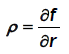 ρ = ∂f/∂r